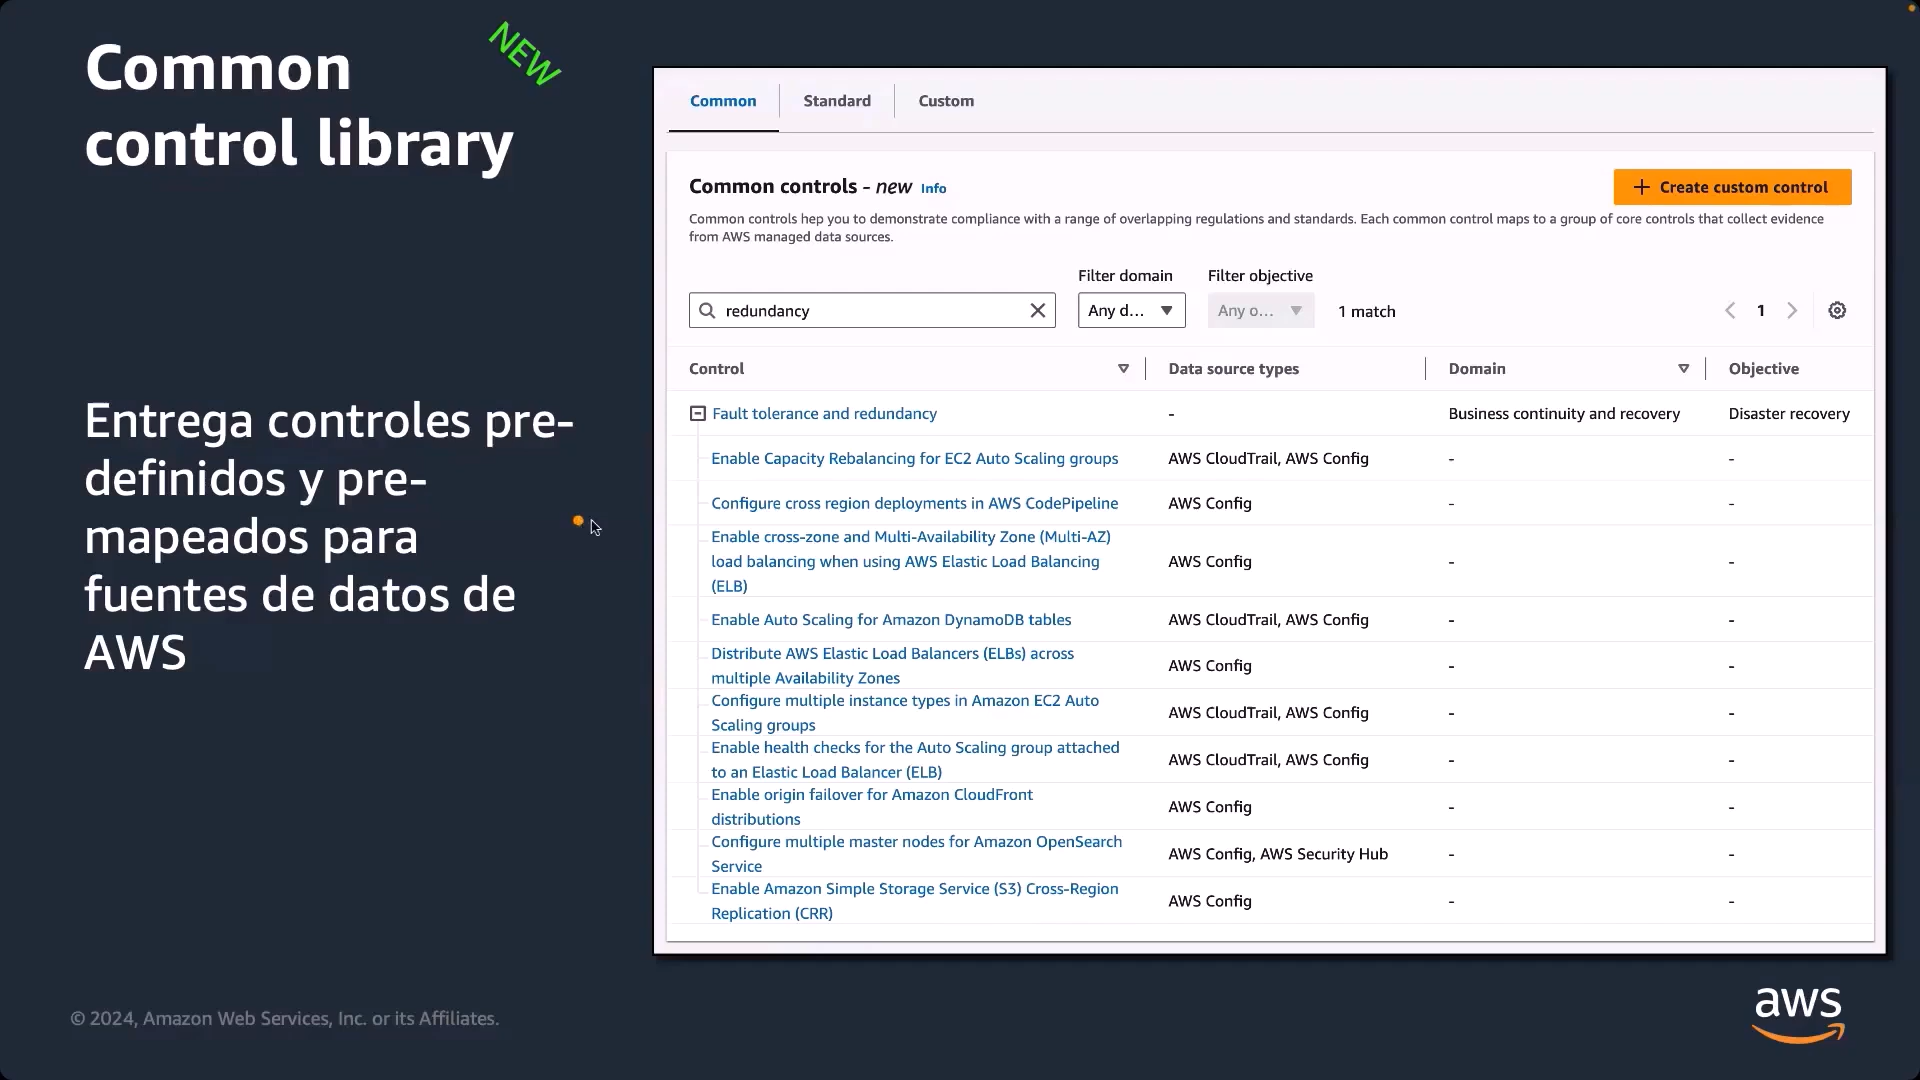 Common
control library
NEW
Entrega controles pre-
definidos y pre-
mapeados para
fuentes de datos de
AWS
Common
Standard
Custom
Common controls - new Info
+ Create custom control
Common controls hep you to demonstrate compliance with a range of overlapping regulations and standards. Each common control maps to a group of core controls that collect evidence
from AWS managed data sources.
Filter domain
Filter objective
redundancy
Any d...
Any o...
1 match
1
Control
Data source types
Domain
Objective
Fault tolerance and redundancy
-
Business continuity and recovery
Disaster recovery
Enable Capacity Rebalancing for EC2 Auto Scaling groups
AWS CloudTrail, AWS Config
-
-
Configure cross region deployments in AWS CodePipeline
AWS Config
-
-
Enable cross-zone and Multi-Availability Zone (Multi-AZ)
load balancing when using AWS Elastic Load Balancing
(ELB)
AWS Config
-
-
Enable Auto Scaling for Amazon DynamoDB tables
AWS CloudTrail, AWS Config
-
-
Distribute AWS Elastic Load Balancers (ELBs) across
multiple Availability Zones
AWS Config
-
-
Configure multiple instance types in Amazon EC2 Auto
Scaling groups
AWS CloudTrail, AWS Config
-
-
Enable health checks for the Auto Scaling group attached
to an Elastic Load Balancer (ELB)
AWS CloudTrail, AWS Config
-
-
Enable origin failover for Amazon CloudFront
distributions
AWS Config
-
-
Configure multiple master nodes for Amazon OpenSearch
Service
AWS Config, AWS Security Hub
-
-
Enable Amazon Simple Storage Service (S3) Cross-Region
Replication (CRR)
AWS Config
-
-
© 2024, Amazon Web Services, Inc. or its Affiliates.
aws